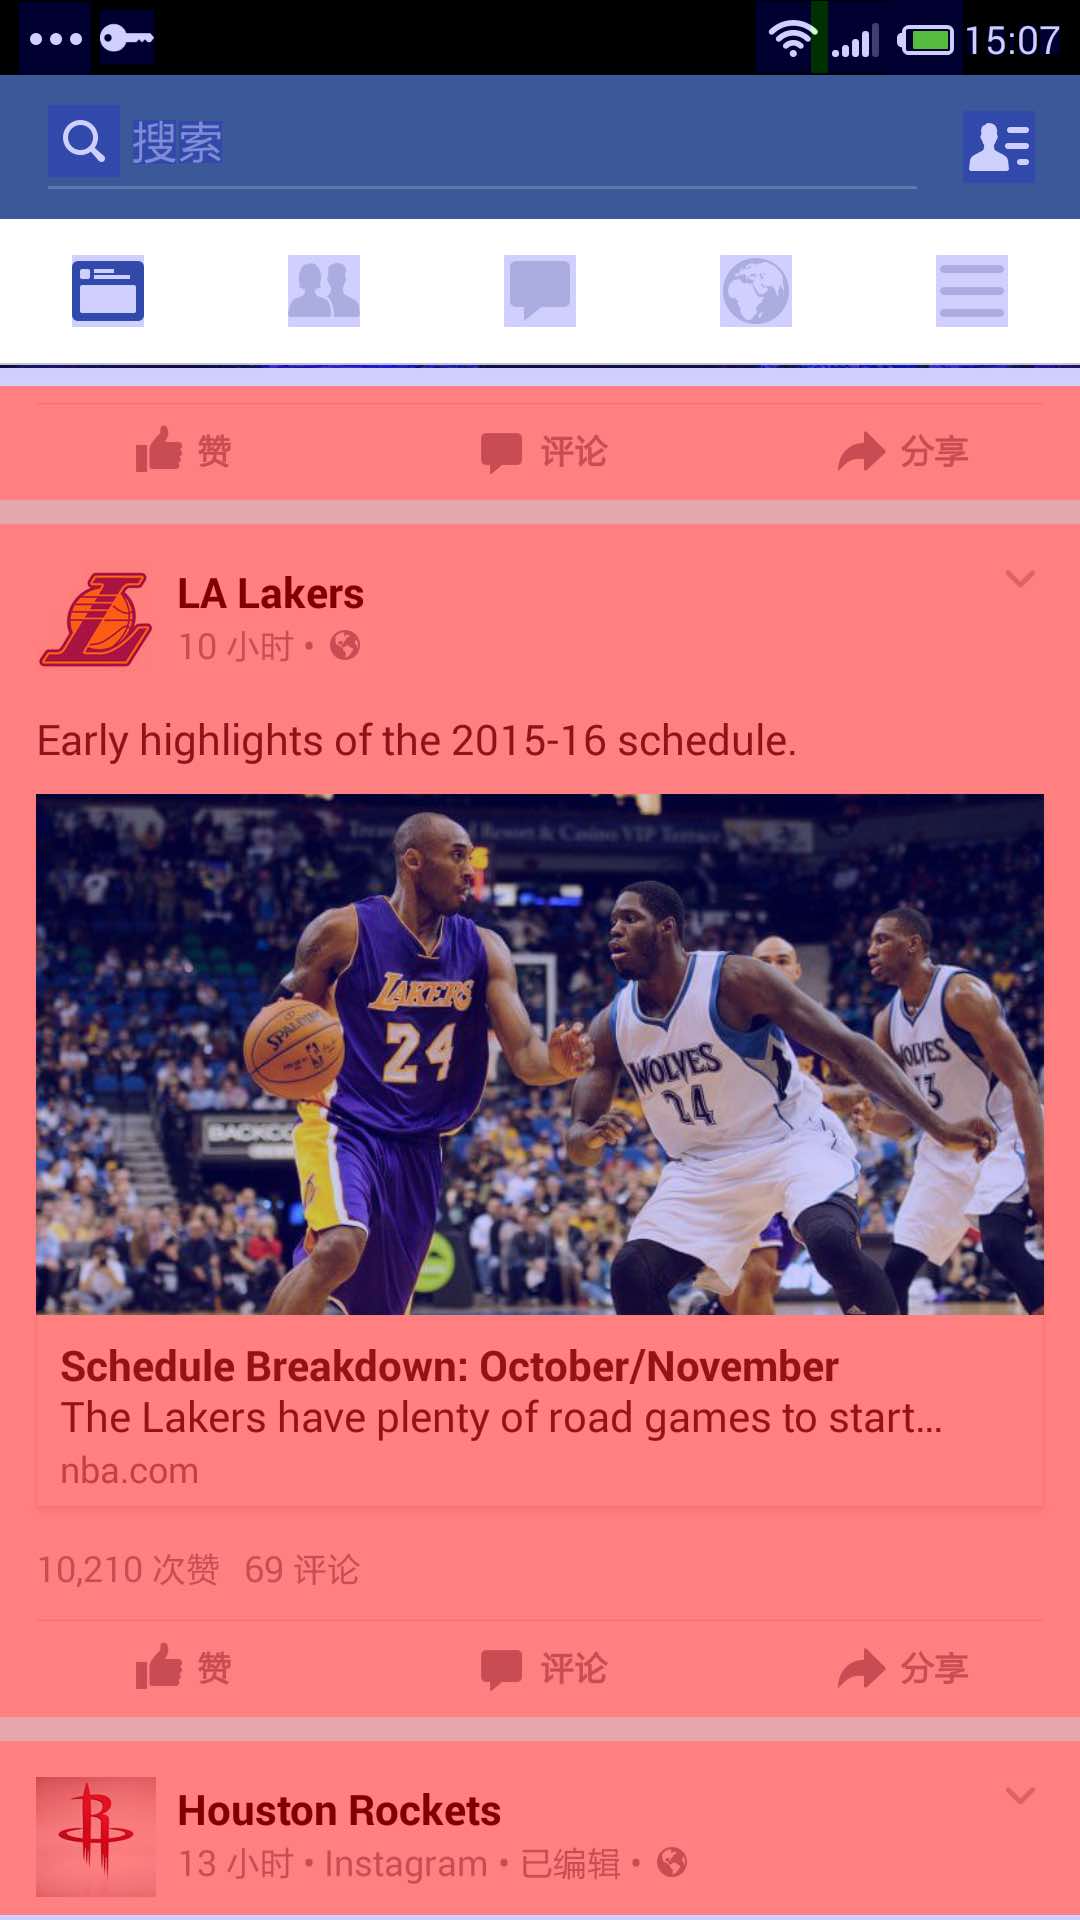 15:07
搜索
赞 评论 分享
LA Lakers
10 小时 •
Early highlights of the 2015-16 schedule.
LAKERS
24
SPALDING
WOLVES
24
WOLVES
13
Schedule Breakdown: October/November
The Lakers have plenty of road games to start...
nba.com
10,210 次赞 69 评论
赞 评论 分享
Houston Rockets
13 小时 • Instagram • 已编辑 •